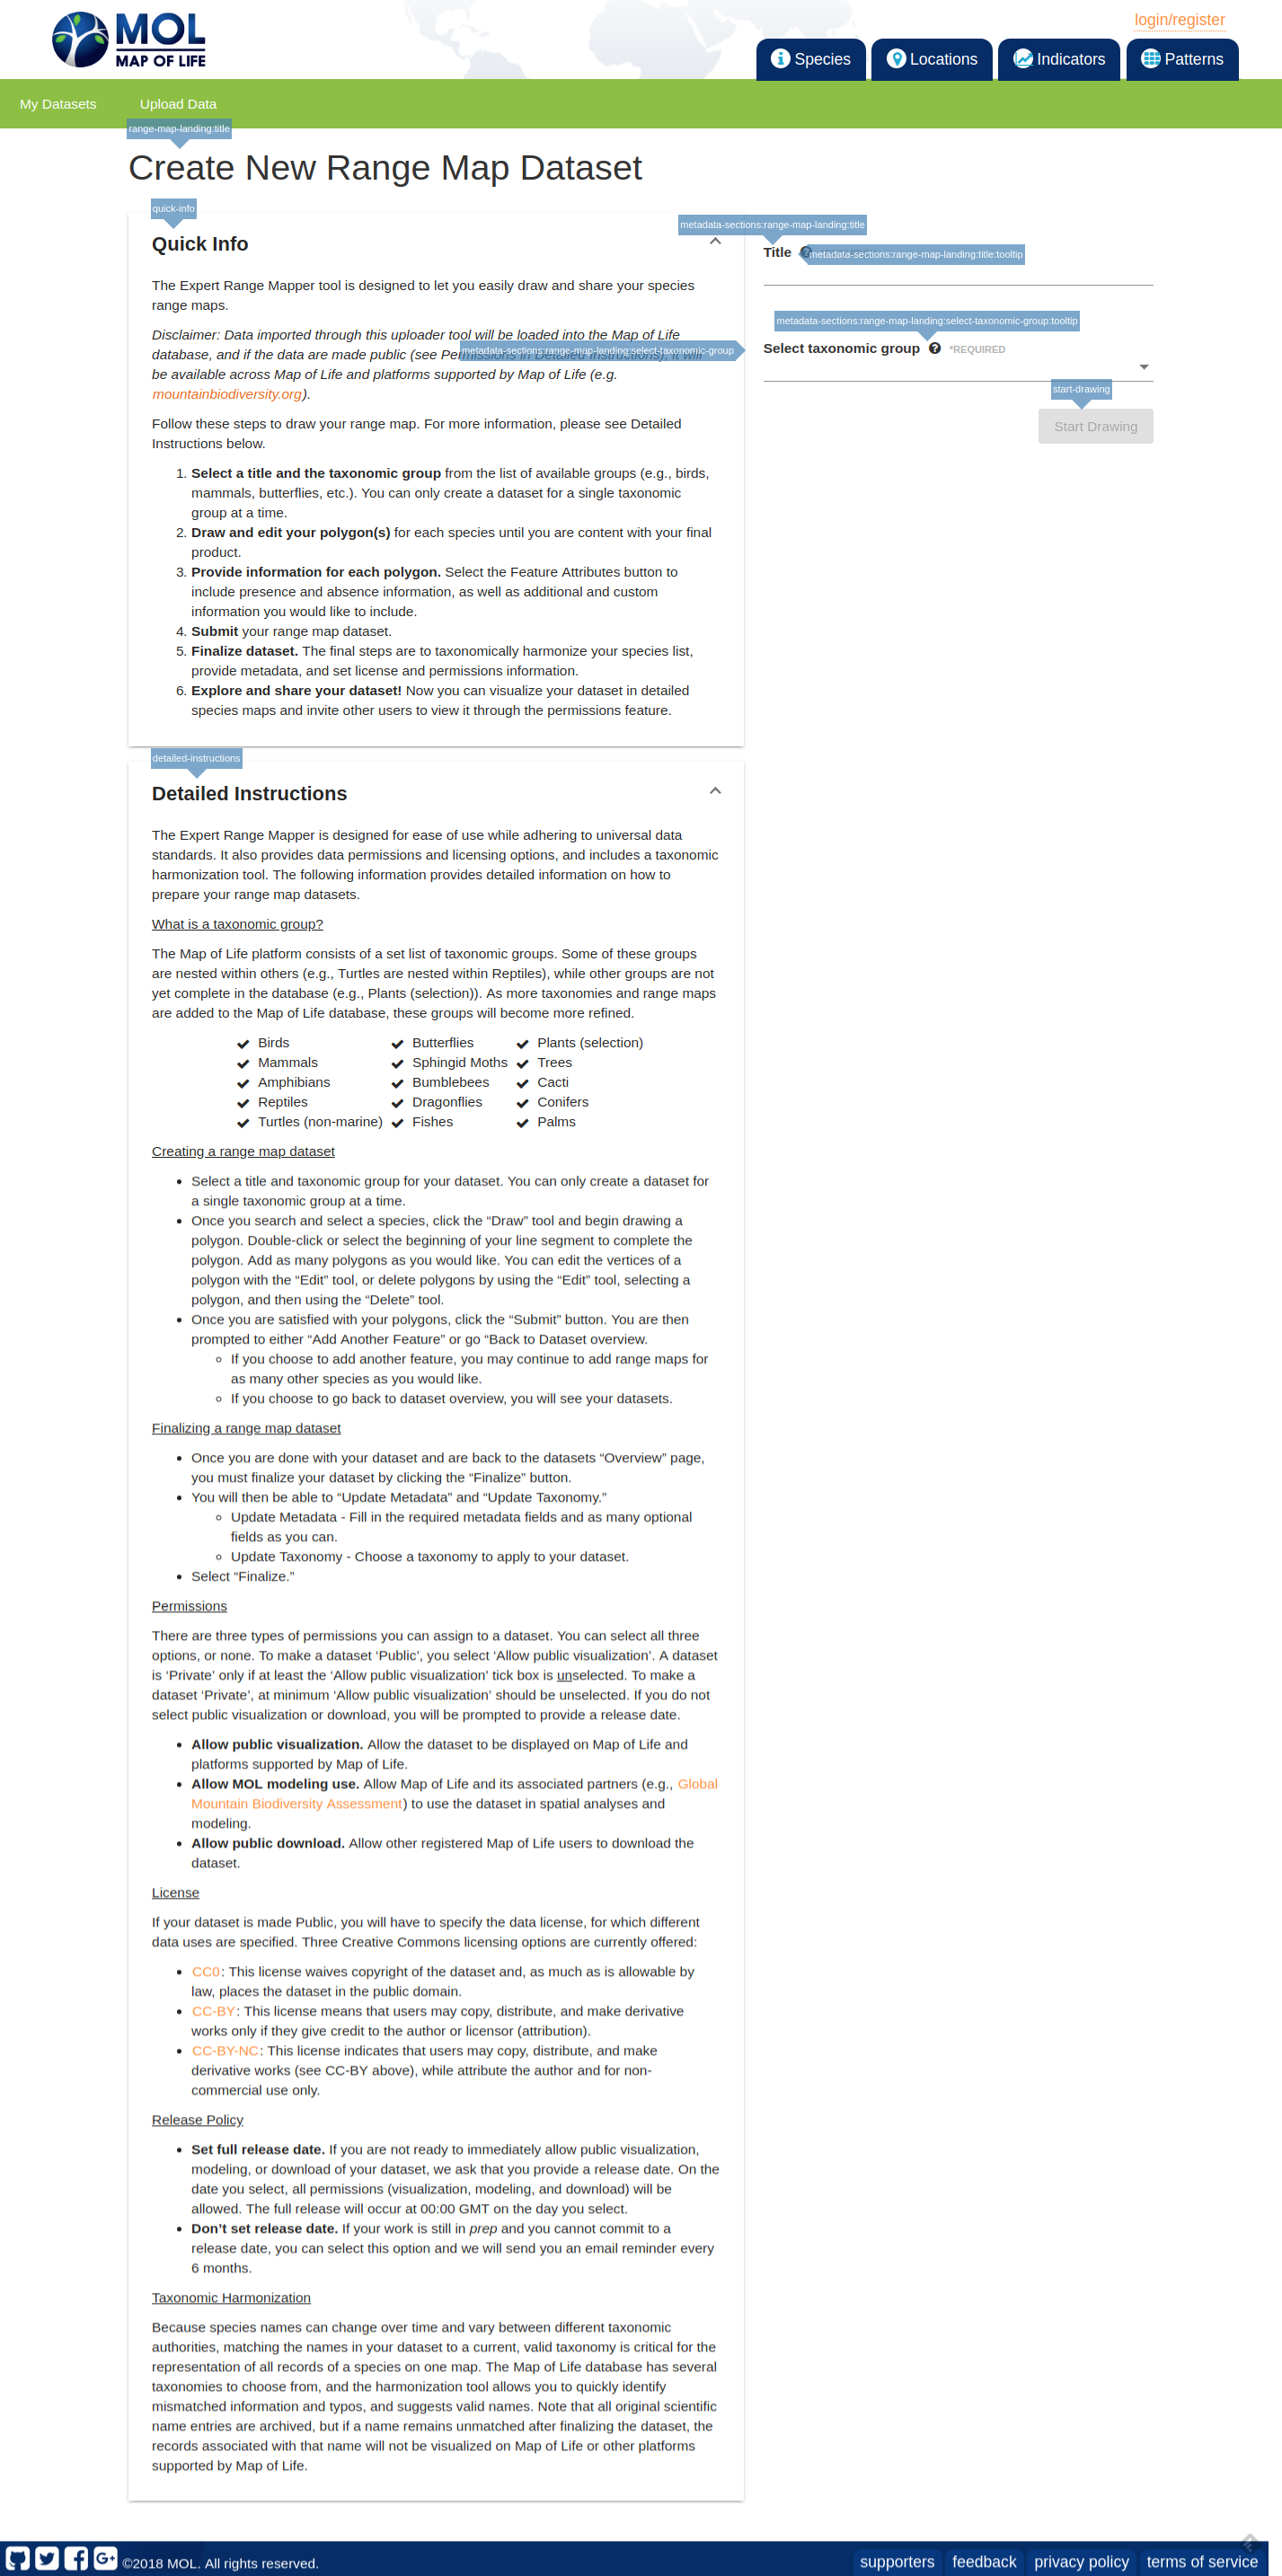 MOL
MAP OF LIFE
login/register
Species
Locations
Indicators
Patterns
My Datasets
Upload Data
range-map-landing:title
Create New Range Map Dataset
quick-info
Quick Info
The Expert Range Mapper tool is designed to let you easily draw and share your species
range maps.
Disclaimer: Data imported through this uploader tool will be loaded into the Map of Life
database, and if the data are made public (see Permissions in Detailed Instructions), it will
be available across Map of Life and platforms supported by Map of Life (e.g.
mountainbiodiversity.org).
Follow these steps to draw your range map. For more information, please see Detailed
Instructions below.
1. Select a title and the taxonomic group from the list of available groups (e.g., birds,
mammals, butterflies, etc.). You can only create a dataset for a single taxonomic
group at a time.
2. Draw and edit your polygon(s) for each species until you are content with your final
product.
3. Provide information for each polygon. Select the Feature Attributes button to
include presence and absence information, as well as additional and custom
information you would like to include.
4. Submit your range map dataset.
5. Finalize dataset. The final steps are to taxonomically harmonize your species list,
provide metadata, and set license and permissions information.
6. Explore and share your dataset! Now you can visualize your dataset in detailed
species maps and invite other users to view it through the permissions feature.
metadata-sections:range-map-landing:title
Title
metadata-sections:range-map-landing:title:tooltip
metadata-sections:range-map-landing:select-taxonomic-group:tooltip
metadata-sections:range-map-landing:select-taxonomic-group
Select taxonomic group *REQUIRED
start-drawing
Start Drawing
detailed-instructions
Detailed Instructions
The Expert Range Mapper is designed for ease of use while adhering to universal data
standards. It also provides data permissions and licensing options, and includes a taxonomic
harmonization tool. The following information provides detailed information on how to
prepare your range map datasets.
What is a taxonomic group?
The Map of Life platform consists of a set list of taxonomic groups. Some of these groups
are nested within others (e.g., Turtles are nested within Reptiles), while other groups are not
yet complete in the database (e.g., Plants (selection)). As more taxonomies and range maps
are added to the Map of Life database, these groups will become more refined.
Birds Butterflies Plants (selection)
Mammals Sphingid Moths Trees
Amphibians Bumblebees Cacti
Reptiles Dragonflies Conifers
Turtles (non-marine) Fishes Palms
Creating a range map dataset
• Select a title and taxonomic group for your dataset. You can only create a dataset for
a single taxonomic group at a time.
• Once you search and select a species, click the “Draw” tool and begin drawing a
polygon. Double-click or select the beginning of your line segment to complete the
polygon. Add as many polygons as you would like. You can edit the vertices of a
polygon with the “Edit” tool, or delete polygons by using the “Edit” tool, selecting a
polygon, and then using the “Delete” tool.
• Once you are satisfied with your polygons, click the “Submit” button. You are then
prompted to either “Add Another Feature” or go “Back to Dataset overview.
◦ If you choose to add another feature, you may continue to add range maps for
as many other species as you would like.
◦ If you choose to go back to dataset overview, you will see your datasets.
Finalizing a range map dataset
• Once you are done with your dataset and are back to the datasets “Overview” page,
you must finalize your dataset by clicking the “Finalize” button.
• You will then be able to “Update Metadata” and “Update Taxonomy.”
◦ Update Metadata - Fill in the required metadata fields and as many optional
fields as you can.
◦ Update Taxonomy - Choose a taxonomy to apply to your dataset.
• Select “Finalize.”
Permissions
There are three types of permissions you can assign to a dataset. You can select all three
options, or none. To make a dataset ‘Public’, you select ‘Allow public visualization’. A dataset
is ‘Private’ only if at least the ‘Allow public visualization’ tick box is unselected. To make a
dataset ‘Private’, at minimum ‘Allow public visualization’ should be unselected. If you do not
select public visualization or download, you will be prompted to provide a release date.
• Allow public visualization. Allow the dataset to be displayed on Map of Life and
platforms supported by Map of Life.
• Allow MOL modeling use. Allow Map of Life and its associated partners (e.g., Global
Mountain Biodiversity Assessment) to use the dataset in spatial analyses and
modeling.
• Allow public download. Allow other registered Map of Life users to download the
dataset.
License
If your dataset is made Public, you will have to specify the data license, for which different
data uses are specified. Three Creative Commons licensing options are currently offered:
• CC0: This license waives copyright of the dataset and, as much as is allowable by
law, places the dataset in the public domain.
• CC-BY: This license means that users may copy, distribute, and make derivative
works only if they give credit to the author or licensor (attribution).
• CC-BY-NC: This license indicates that users may copy, distribute, and make
derivative works (see CC-BY above), while attribute the author and for non-
commercial use only.
Release Policy
• Set full release date. If you are not ready to immediately allow public visualization,
modeling, or download of your dataset, we ask that you provide a release date. On the
date you select, all permissions (visualization, modeling, and download) will be
allowed. The full release will occur at 00:00 GMT on the day you select.
• Don’t set release date. If your work is still in prep and you cannot commit to a
release date, you can select this option and we will send you an email reminder every
6 months.
Taxonomic Harmonization
Because species names can change over time and vary between different taxonomic
authorities, matching the names in your dataset to a current, valid taxonomy is critical for the
representation of all records of a species on one map. The Map of Life database has several
taxonomies to choose from, and the harmonization tool allows you to quickly identify
mismatched information and typos, and suggests valid names. Note that all original scientific
name entries are archived, but if a name remains unmatched after finalizing the dataset, the
records associated with that name will not be visualized on Map of Life or other platforms
supported by Map of Life.
©2018 MOL. All rights reserved.
supporters
feedback
privacy policy
terms of service